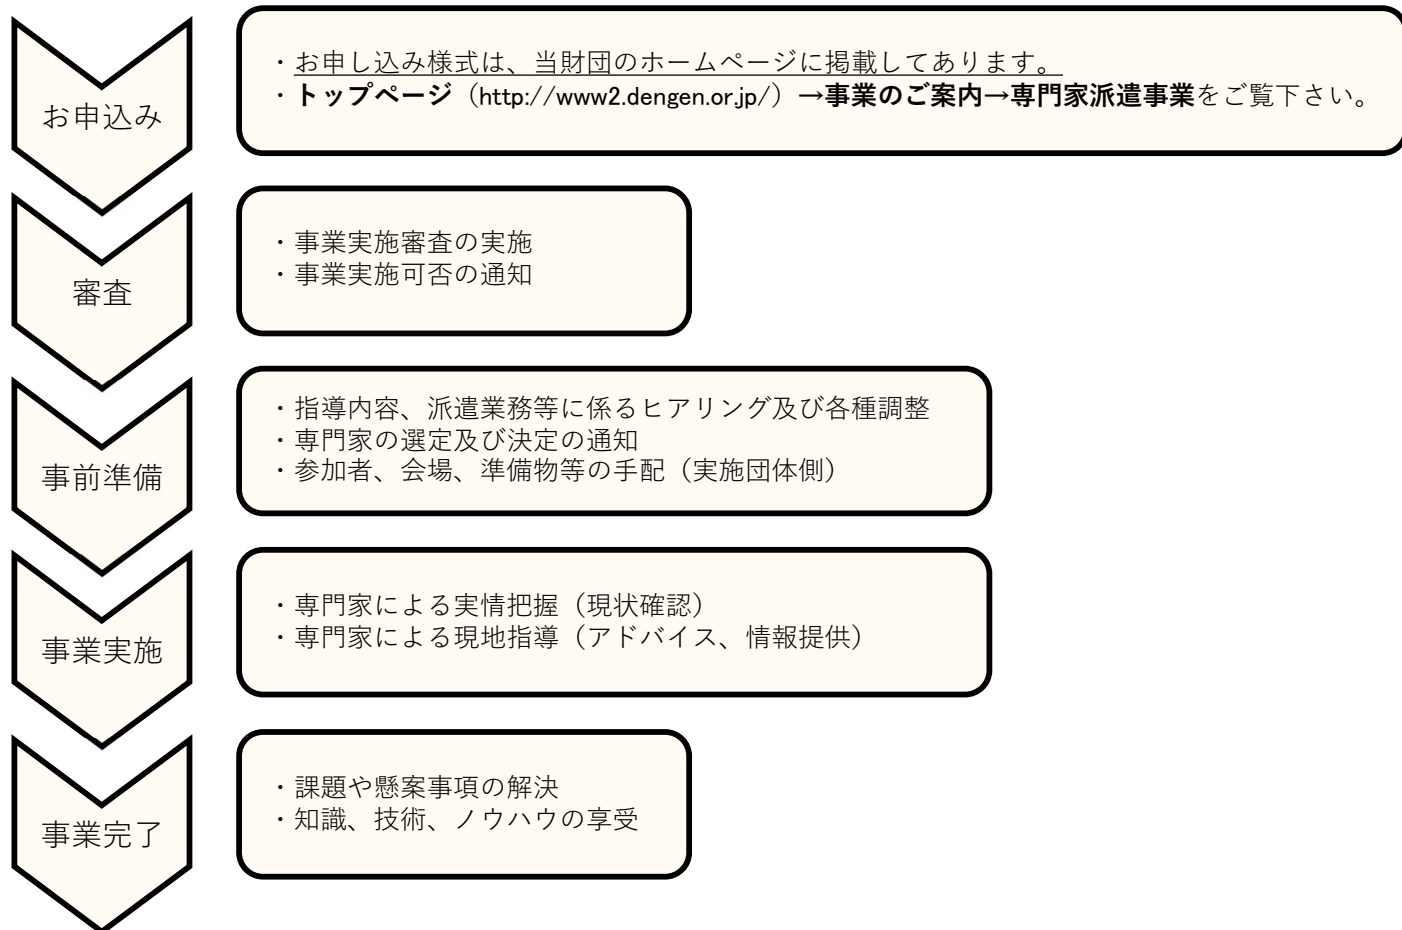 お申込み
・お申し込み様式は、当財団のホームページに掲載してあります。
・トップページ（http://www2.dengen.or.jp/）→事業のご案内→専門家派遣事業をご覧下さい。
審査
・事業実施審査の実施
・事業実施可否の通知
事前準備
・指導内容、派遣業務等に係るヒアリング及び各種調整
・専門家の選定及び決定の通知
・参加者、会場、準備物等の手配（実施団体側）
事業実施
・専門家による実情把握（現状確認）
・専門家による現地指導（アドバイス、情報提供）
事業完了
・課題や懸案事項の解決
・知識、技術、ノウハウの享受